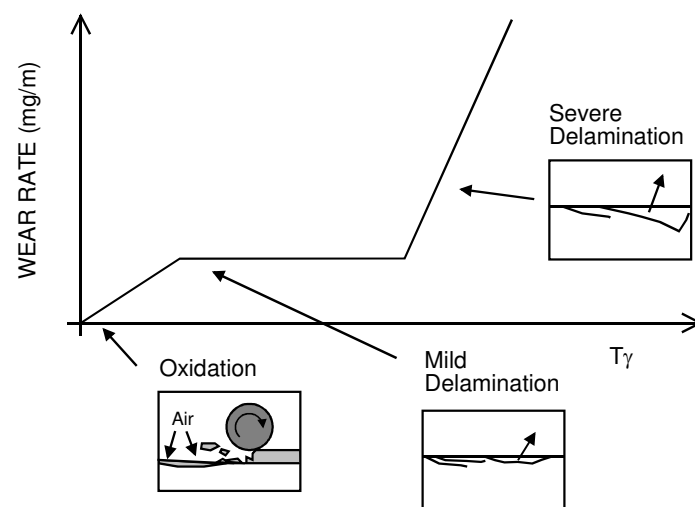 WEAR RATE (mg/m)
Severe
Delamination
Tγ
Oxidation
Mild
Delamination
Air